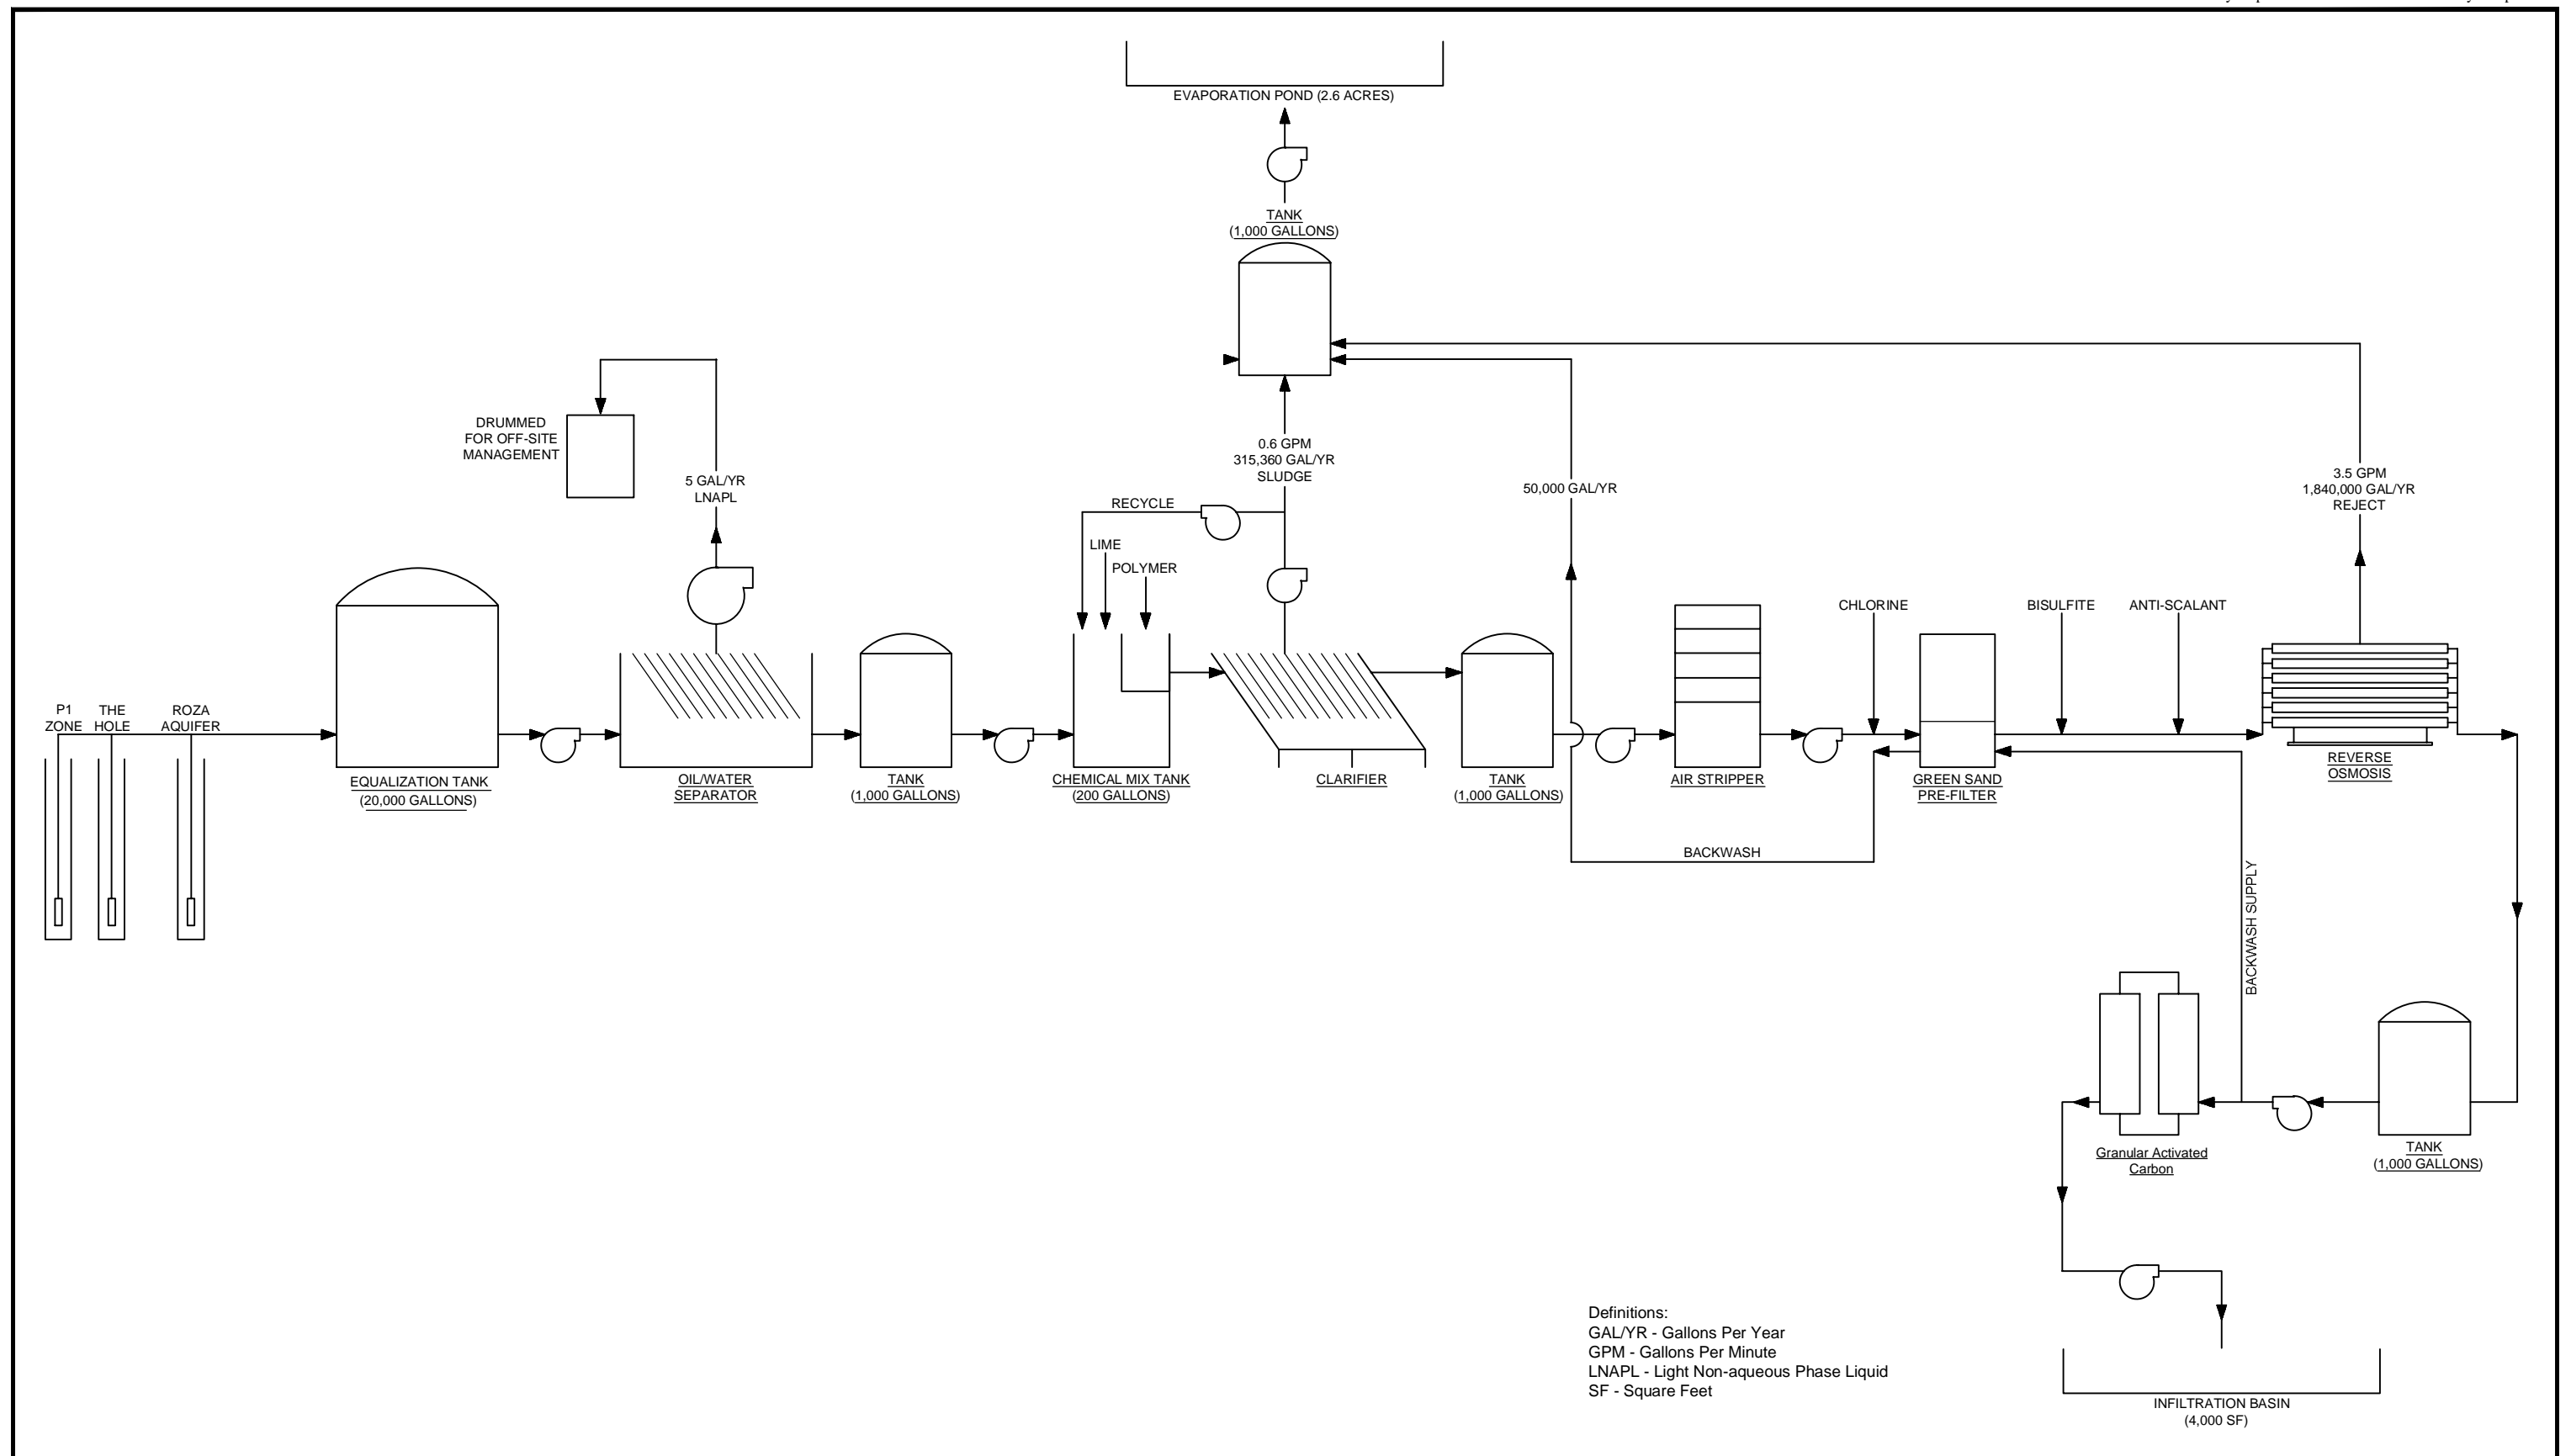 EVAPORATION POND (2.6 ACRES)
TANK
(1,000 GALLONS)
DRUMMED
FOR OFF-SITE
MANAGEMENT
5 GAL/YR
LNAPL
0.6 GPM
315,360 GAL/YR
SLUDGE
50,000 GAL/YR
3.5 GPM
1,840,000 GAL/YR
REJECT
RECYCLE
LIME
POLYMER
CHLORINE
BISULFITE
ANTI-SCALANT
P1
ZONE
THE
HOLE
ROZA
AQUIFER
EQUALIZATION TANK
(20,000 GALLONS)
OIL/WATER
SEPARATOR
TANK
(1,000 GALLONS)
CHEMICAL MIX TANK
(200 GALLONS)
CLARIFIER
TANK
(1,000 GALLONS)
AIR STRIPPER
GREEN SAND
PRE-FILTER
REVERSE
OSMOSIS
BACKWASH
BACKWASH SUPPLY
Granular Activated
Carbon
TANK
(1,000 GALLONS)
Definitions:
GAL/YR - Gallons Per Year
GPM - Gallons Per Minute
LNAPL - Light Non-aqueous Phase Liquid
SF - Square Feet
INFILTRATION BASIN
(4,000 SF)